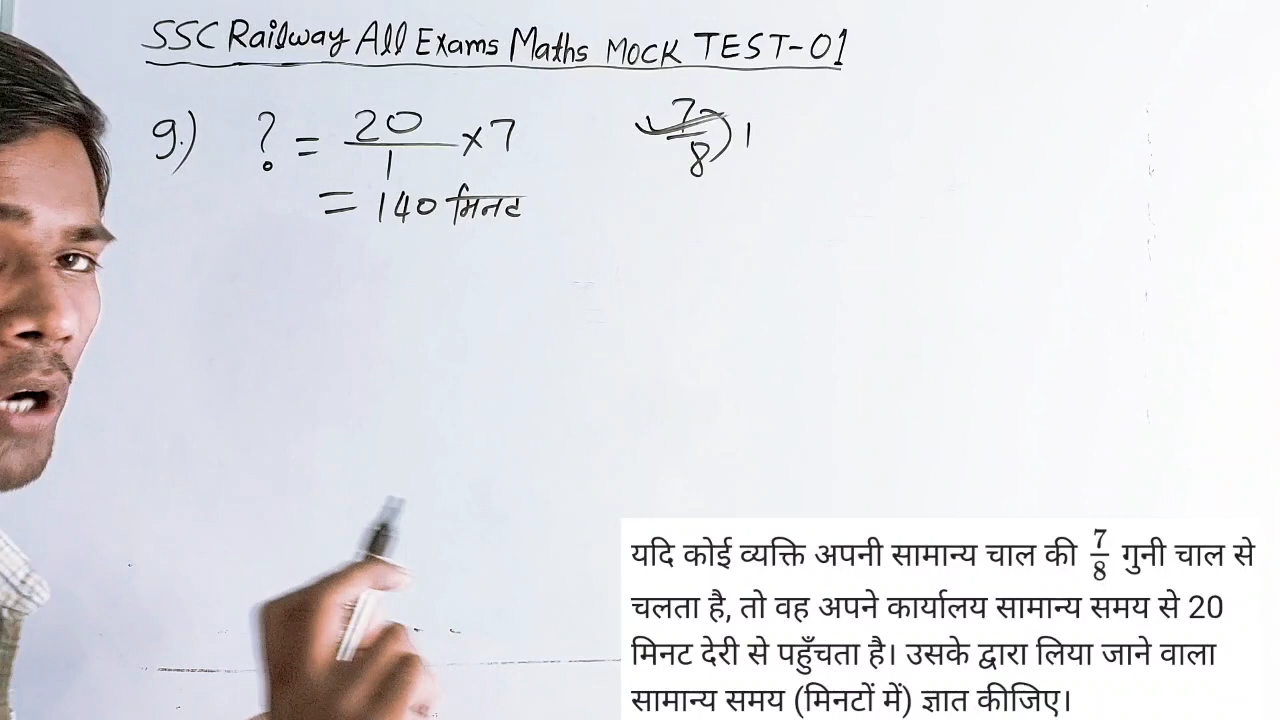 SSC Railway All Exams Maths MOCK TEST-01
9.) ? = 20/1 × 7
= 140 मिनट
7/8) 1
यदि कोई व्यक्ति अपनी सामान्य चाल की 7/8 गुनी चाल से
चलता है, तो वह अपने कार्यालय सामान्य समय से 20
मिनट देरी से पहुँचता है। उसके द्वारा लिया जाने वाला
सामान्य समय (मिनटों में) ज्ञात कीजिए।